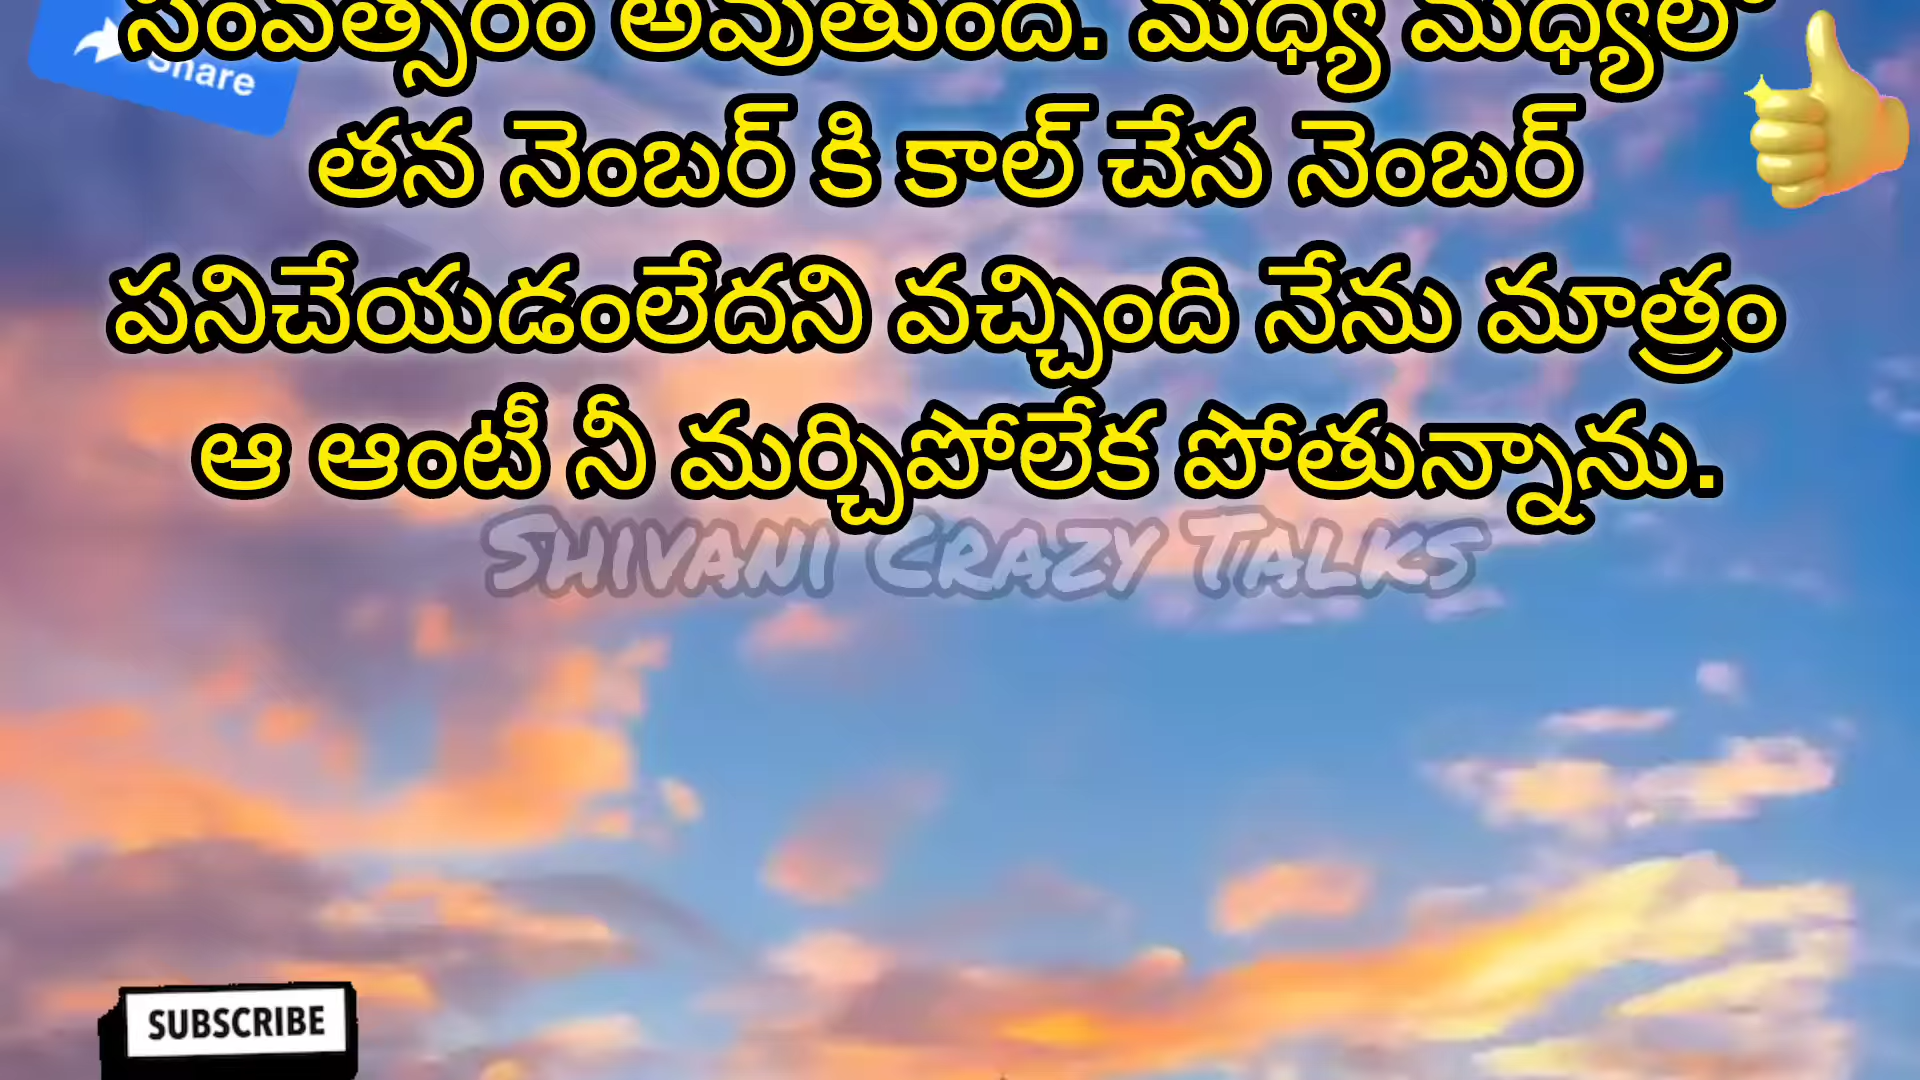 సంవత్సరం అవుతుంది. మధ్య మధ్యలో
Share
తన నెంబర్ కి కాల్ చేస నెంబర్
పనిచేయడంలేదని వచ్చింది నేను మాత్రం
ఆ ఆంటీ నీ మర్చిపోలేక పోతున్నాను.
Shivani Crazy Talks
SUBSCRIBE